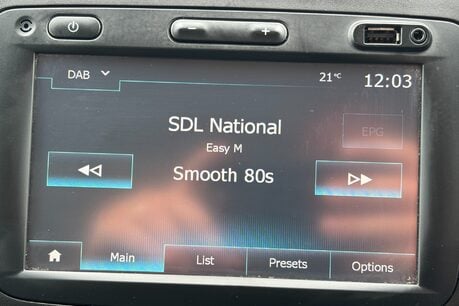 DAB
21°C
12:03
SDL National
EPG
Easy M
Smooth 80s
Main
List
Presets
Options